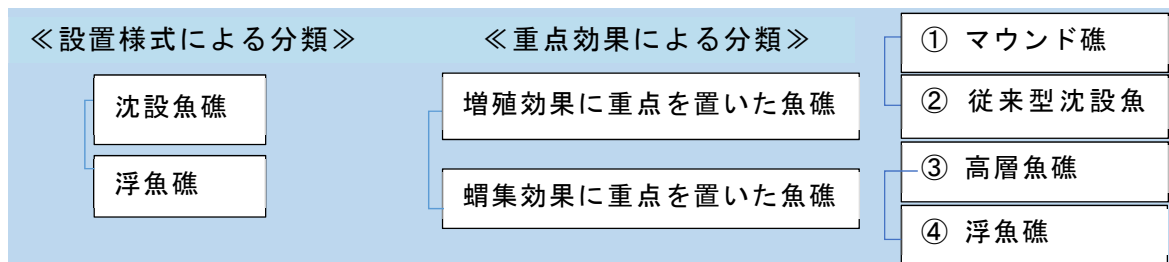 ≪設置様式による分類≫
沈設魚礁
浮魚礁
≪重点効果による分類≫
増殖効果に重点を置いた魚礁
蝟集効果に重点を置いた魚礁
① マウンド礁
② 従来型沈設魚
③ 高層魚礁
④ 浮魚礁